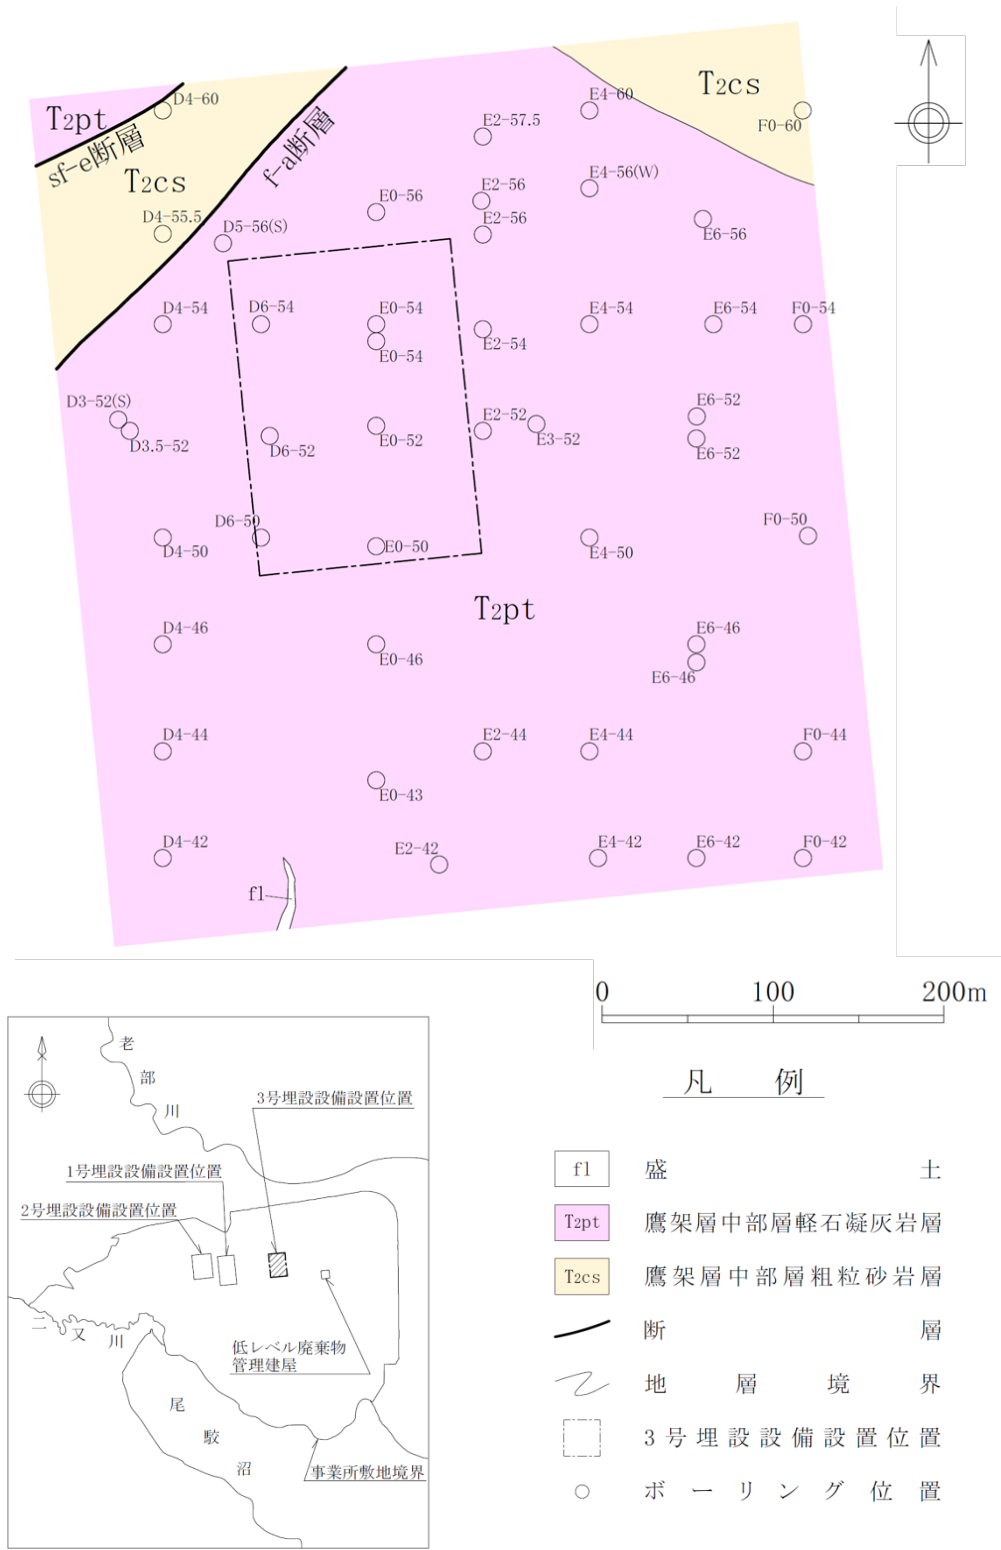 T2pt
D4-60
T2cs
E4-60
F0-60
E2-57.5
sf-e断層
f-a断層
T2cs
E4-56(W)
E2-56
E0-56
D4-55.5
D5-56(S)
E2-56
E6-56
D4-54
D6-54
E0-54
E4-54
E6-54
F0-54
E2-54
E0-54
D3-52(S)
E6-52
E2-52
D3.5-52
D6-52
E0-52
E3-52
E6-52
D6-50
F0-50
D4-50
E0-50
E4-50
T2pt
D4-46
E6-46
E0-46
E6-46
D4-44
E2-44
E4-44
F0-44
E0-43
D4-42
E2-42
E4-42
E6-42
F0-42
fl
0 100 200m
老部川
3号埋設設備設置位置
1号埋設設備設置位置
2号埋設設備設置位置
二又川
低レベル廃棄物
管理建屋
尾駮沼
事業所敷地境界
凡例
fl 盛土
T2pt 鷹架層中部層軽石凝灰岩層
T2cs 鷹架層中部層粗粒砂岩層
断層
地層境界
3号埋設設備設置位置
ボーリング位置